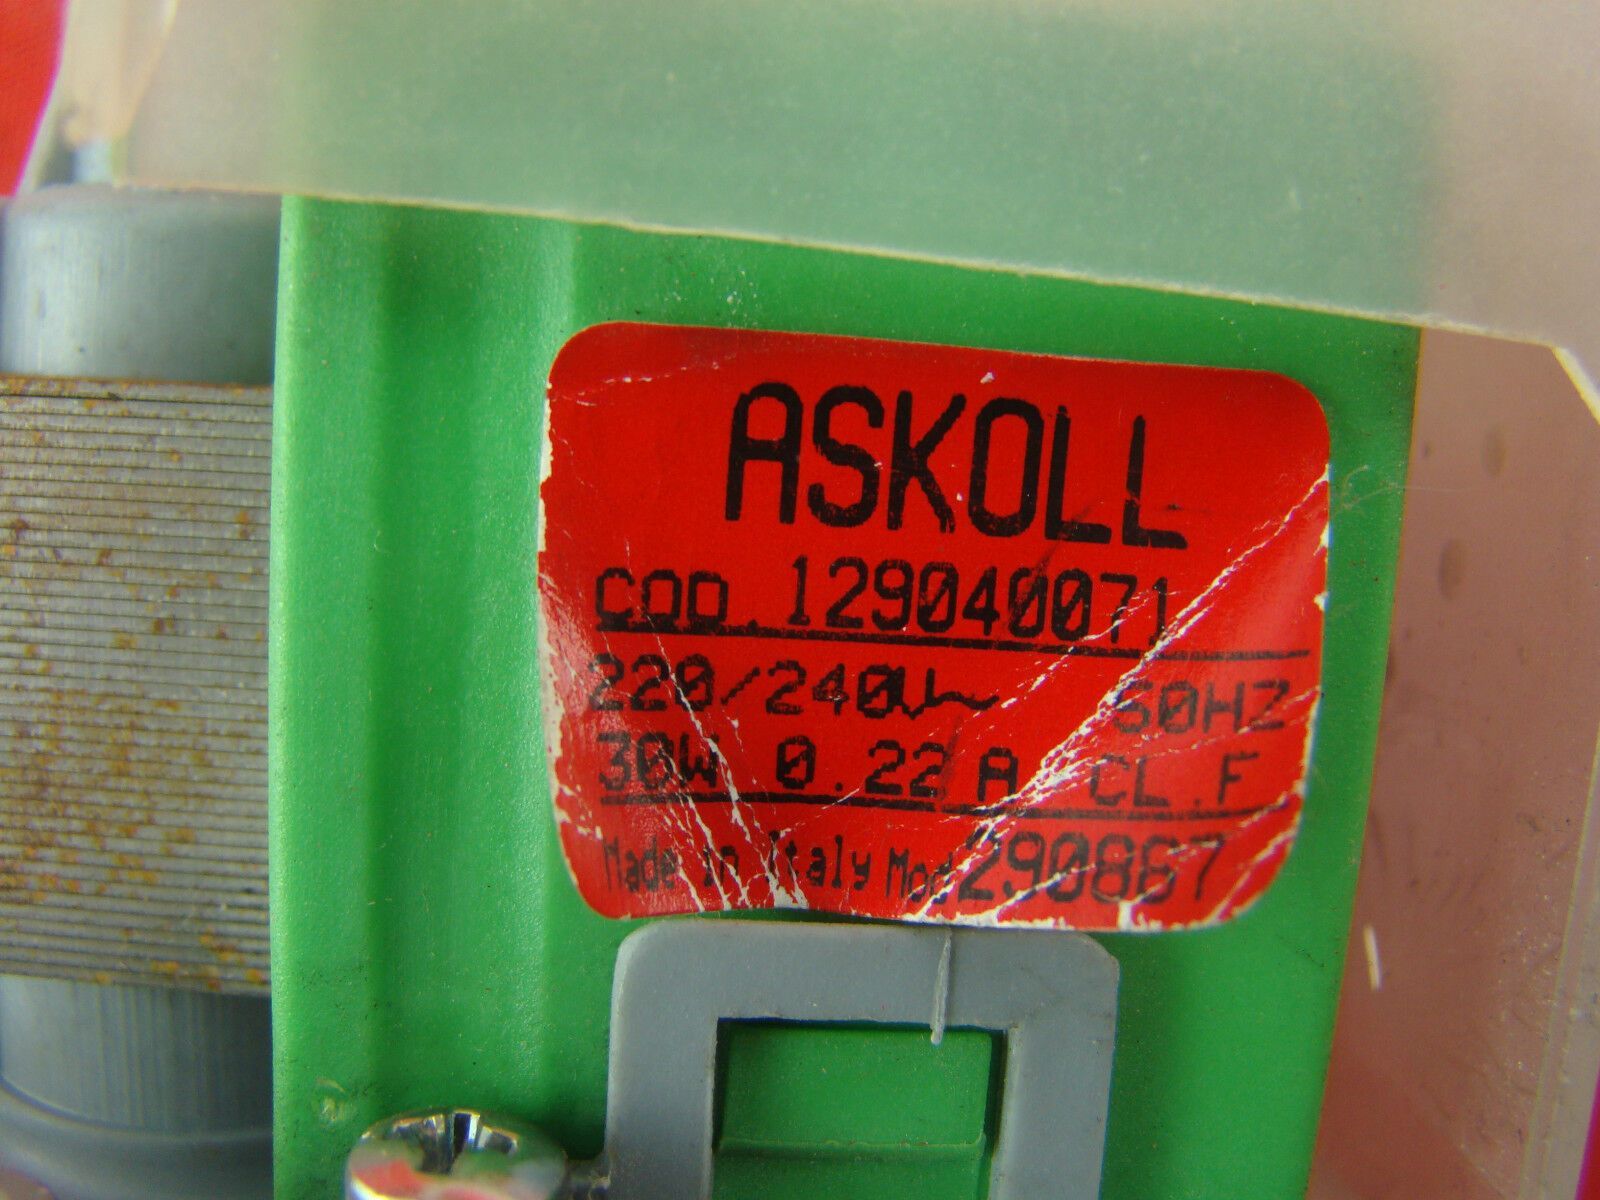 ASKOLL
COD. 129040071
220/240V~ 50HZ
30W 0.22 A CL.F
Made in Italy Mod 290867